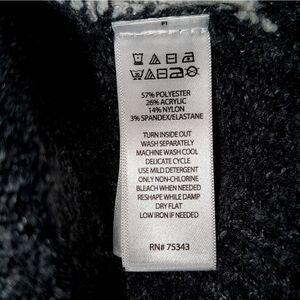 57% POLYESTER
26% ACRYLIC
14% NYLON
3% SPANDEX/ELASTANE
TURN INSIDE OUT
WASH SEPARATELY
MACHINE WASH COOL
DELICATE CYCLE
USE MILD DETERGENT
ONLY NON-CHLORINE
BLEACH WHEN NEEDED
RESHAPE WHILE DAMP
DRY FLAT
LOW IRON IF NEEDED
RN# 75343